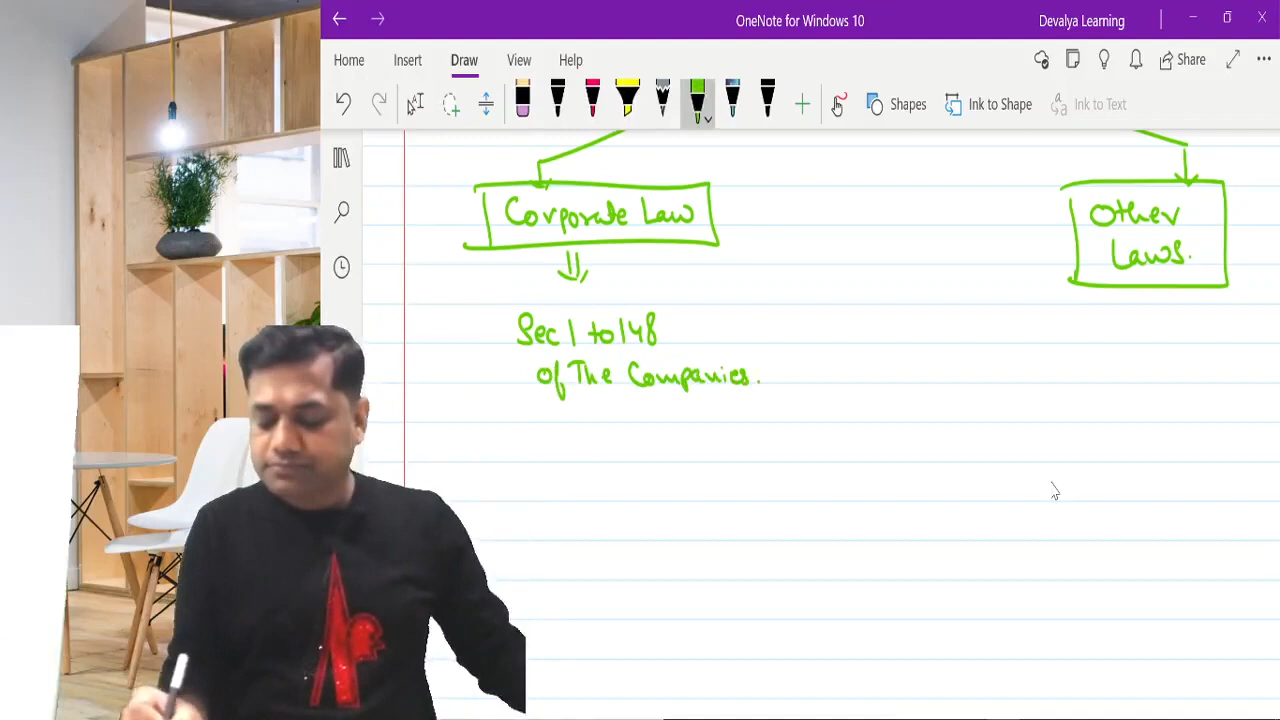 OneNote for Windows 10
Devalya Learning
Home Insert Draw View Help
Share
Shapes Ink to Shape Ink to Text
Corporate Law
Other
Laws.
Sec 1 to 148
of The Companies.